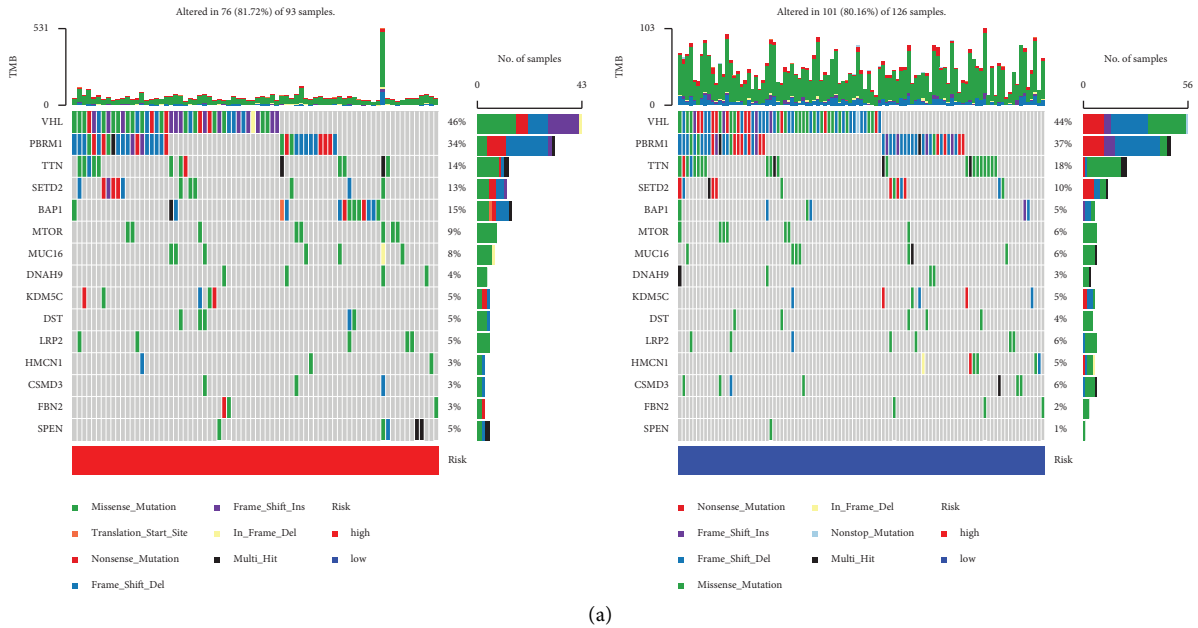 Altered in 76 (81.72%) of 93 samples.
531
0
TMB
No. of samples
0 43
VHL 46%
PBRM1 34%
TTN 14%
SETD2 13%
BAP1 15%
MTOR 9%
MUC16 8%
DNAH9 4%
KDM5C 5%
DST 5%
LRP2 5%
HMCN1 3%
CSMD3 3%
FBN2 3%
SPEN 5%
Risk
Missense_Mutation Frame_Shift_Ins Risk
Translation_Start_Site In_Frame_Del high
Nonsense_Mutation Multi_Hit low
Frame_Shift_Del
Altered in 101 (80.16%) of 126 samples.
103
0
TMB
No. of samples
0 56
VHL 44%
PBRM1 37%
TTN 18%
SETD2 10%
BAP1 5%
MTOR 6%
MUC16 6%
DNAH9 3%
KDM5C 5%
DST 4%
LRP2 6%
HMCN1 5%
CSMD3 6%
FBN2 2%
SPEN 1%
Risk
Nonsense_Mutation In_Frame_Del Risk
Frame_Shift_Ins Nonstop_Mutation high
Frame_Shift_Del Multi_Hit low
Missense_Mutation
(a)